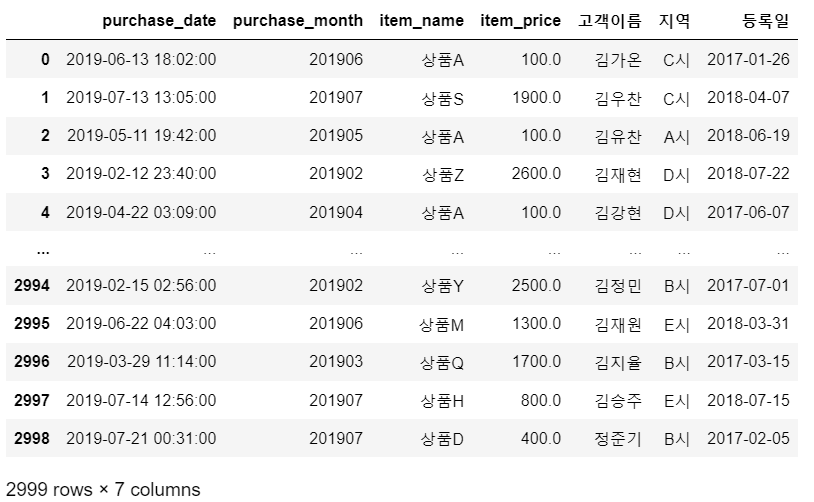 purchase_date purchase_month item_name item_price 고객이름 지역 등록일
0 2019-06-13 18:02:00 201906 상품A 100.0 김가온 C시 2017-01-26
1 2019-07-13 13:05:00 201907 상품S 1900.0 김우찬 C시 2018-04-07
2 2019-05-11 19:42:00 201905 상품A 100.0 김유찬 A시 2018-06-19
3 2019-02-12 23:40:00 201902 상품Z 2600.0 김재현 D시 2018-07-22
4 2019-04-22 03:09:00 201904 상품A 100.0 김강현 D시 2017-06-07
... ... ... ... ... ... ... ...
2994 2019-02-15 02:56:00 201902 상품Y 2500.0 김정민 B시 2017-07-01
2995 2019-06-22 04:03:00 201906 상품M 1300.0 김재원 E시 2018-03-31
2996 2019-03-29 11:14:00 201903 상품Q 1700.0 김지율 B시 2017-03-15
2997 2019-07-14 12:56:00 201907 상품H 800.0 김승주 E시 2018-07-15
2998 2019-07-21 00:31:00 201907 상품D 400.0 정준기 B시 2017-02-05
2999 rows × 7 columns